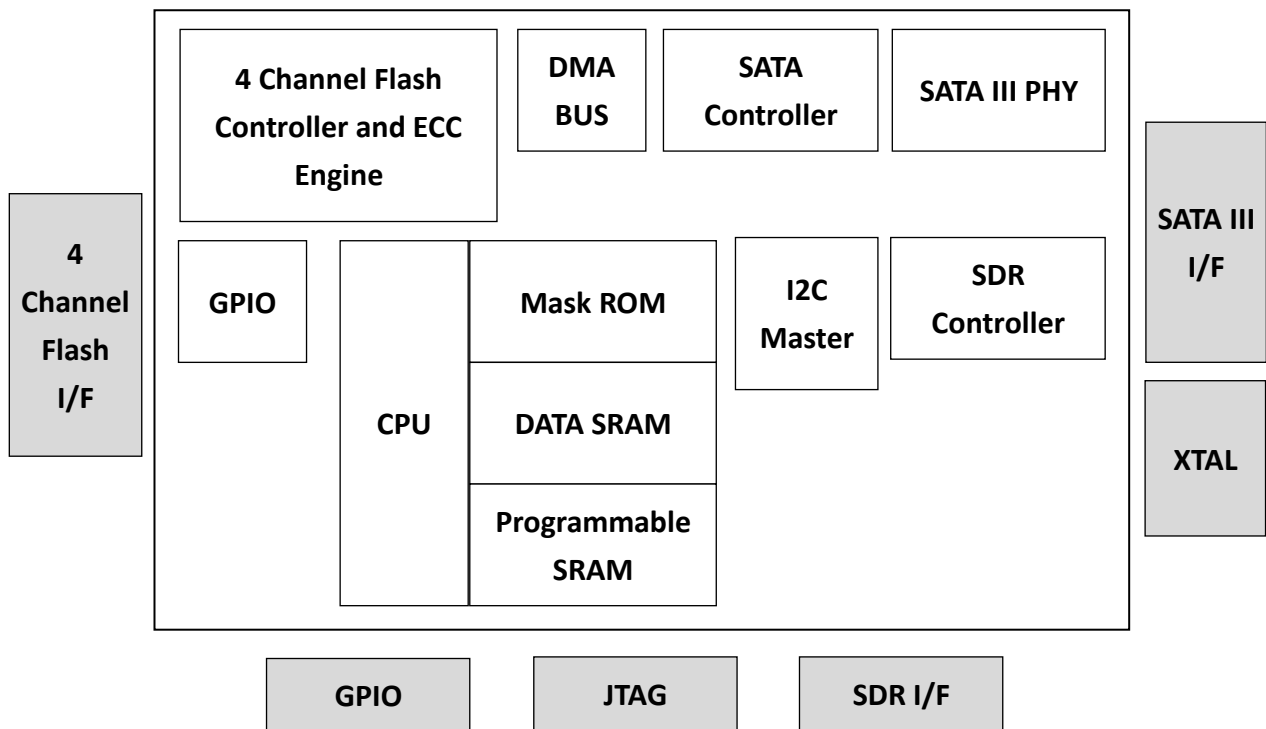 4 Channel Flash
Controller and ECC
Engine
DMA
BUS
SATA
Controller
SATA III PHY
4
Channel
Flash
I/F
GPIO
CPU
Mask ROM
DATA SRAM
Programmable
SRAM
I2C
Master
SDR
Controller
SATA III
I/F
XTAL
GPIO
JTAG
SDR I/F